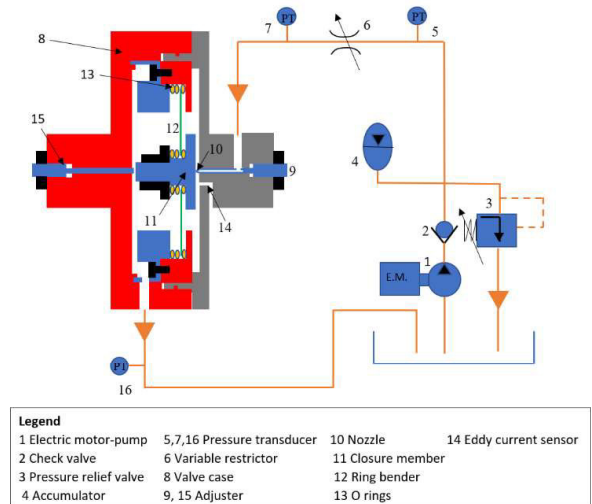 PT
PT
7
6
5
8
13
15
12
10
4
9
3
11
14
2
1
E.M.
PT
16
Legend
1 Electric motor-pump 5,7,16 Pressure transducer 10 Nozzle 14 Eddy current sensor
2 Check valve 6 Variable restrictor 11 Closure member
3 Pressure relief valve 8 Valve case 12 Ring bender
4 Accumulator 9, 15 Adjuster 13 O rings